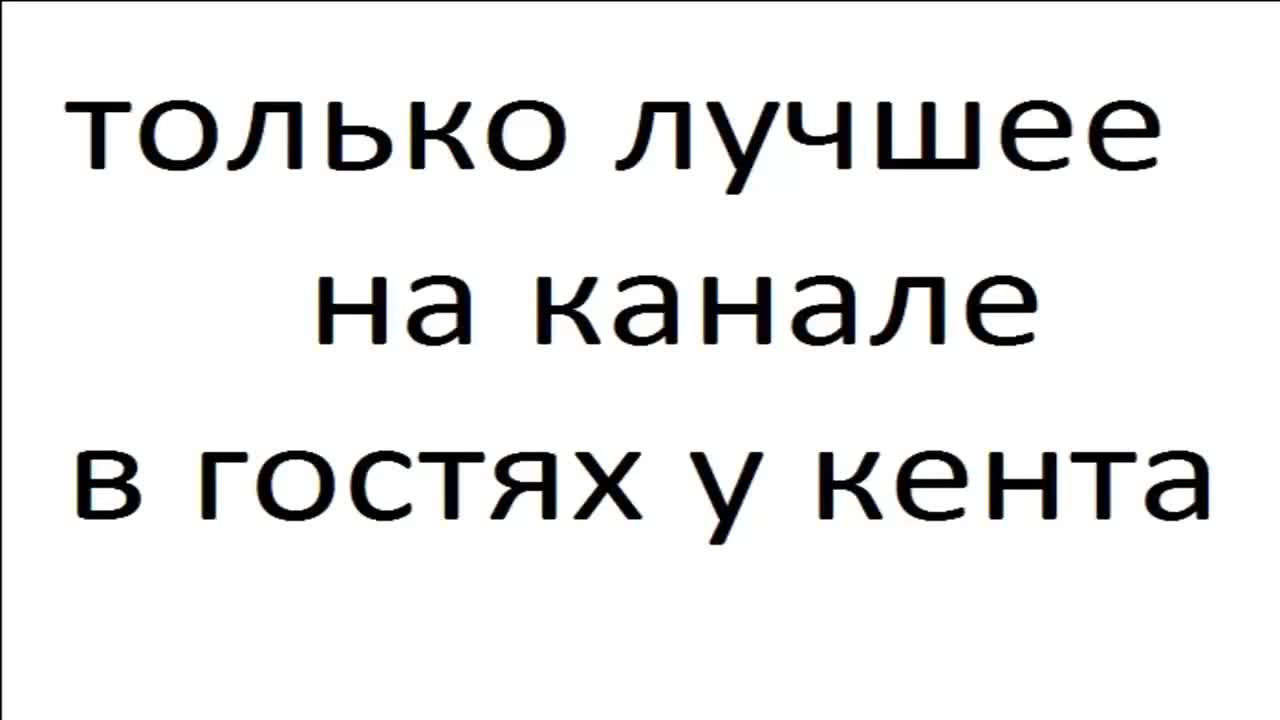 только лучшее
на канале
в гостях у кента